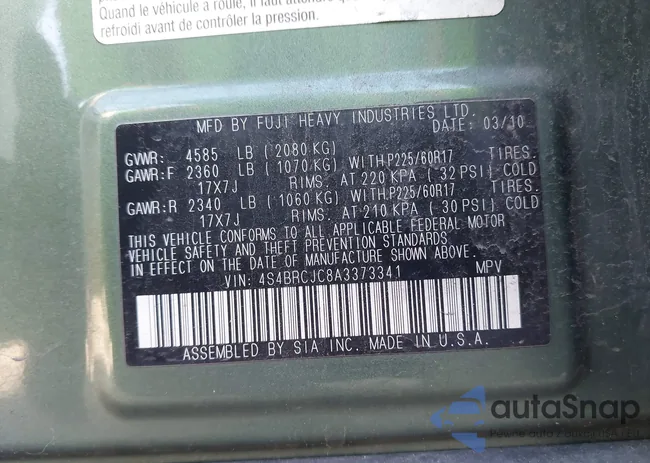 Quand le véhicule a roulé, il faut attendre que
refroidi avant de contrôler la pression.
MFD BY FUJI HEAVY INDUSTRIES LTD.
DATE: 03/10
GVWR: 4585 LB (2080 KG)
GAWR:F 2360 LB (1070 KG) WITH P225/60R17 TIRES.
17X7J RIMS. AT 220 KPA (32 PSI) COLD
GAWR:R 2340 LB (1060 KG) WITH P225/60R17 TIRES.
17X7J RIMS. AT 210 KPA (30 PSI) COLD
THIS VEHICLE CONFORMS TO ALL APPLICABLE FEDERAL MOTOR
VEHICLE SAFETY AND THEFT PREVENTION STANDARDS
IN EFFECT ON THE DATE OF MANUFACTURE SHOWN ABOVE.
VIN: 4S4BRCJC8A3373341 MPV
ASSEMBLED BY SIA INC. MADE IN U.S.A.
autaSnap